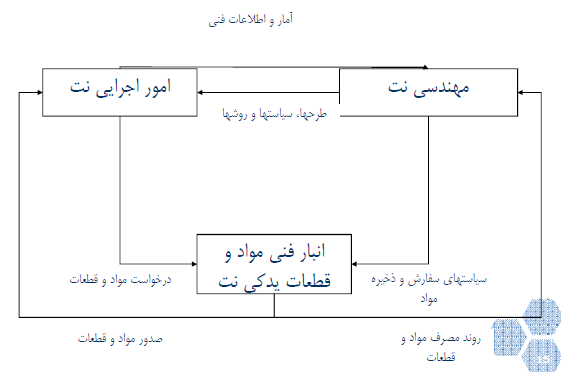 آمار و اطلاعات فنی
مهندسی نت
امور اجرایی نت
طرحها، سیاستها و روشها
انبار فنی مواد و
قطعات یدکی نت
سیاستهای سفارش و ذخیره
مواد
درخواست مواد و قطعات
روند مصرف مواد و
قطعات
صدور مواد و قطعات
15